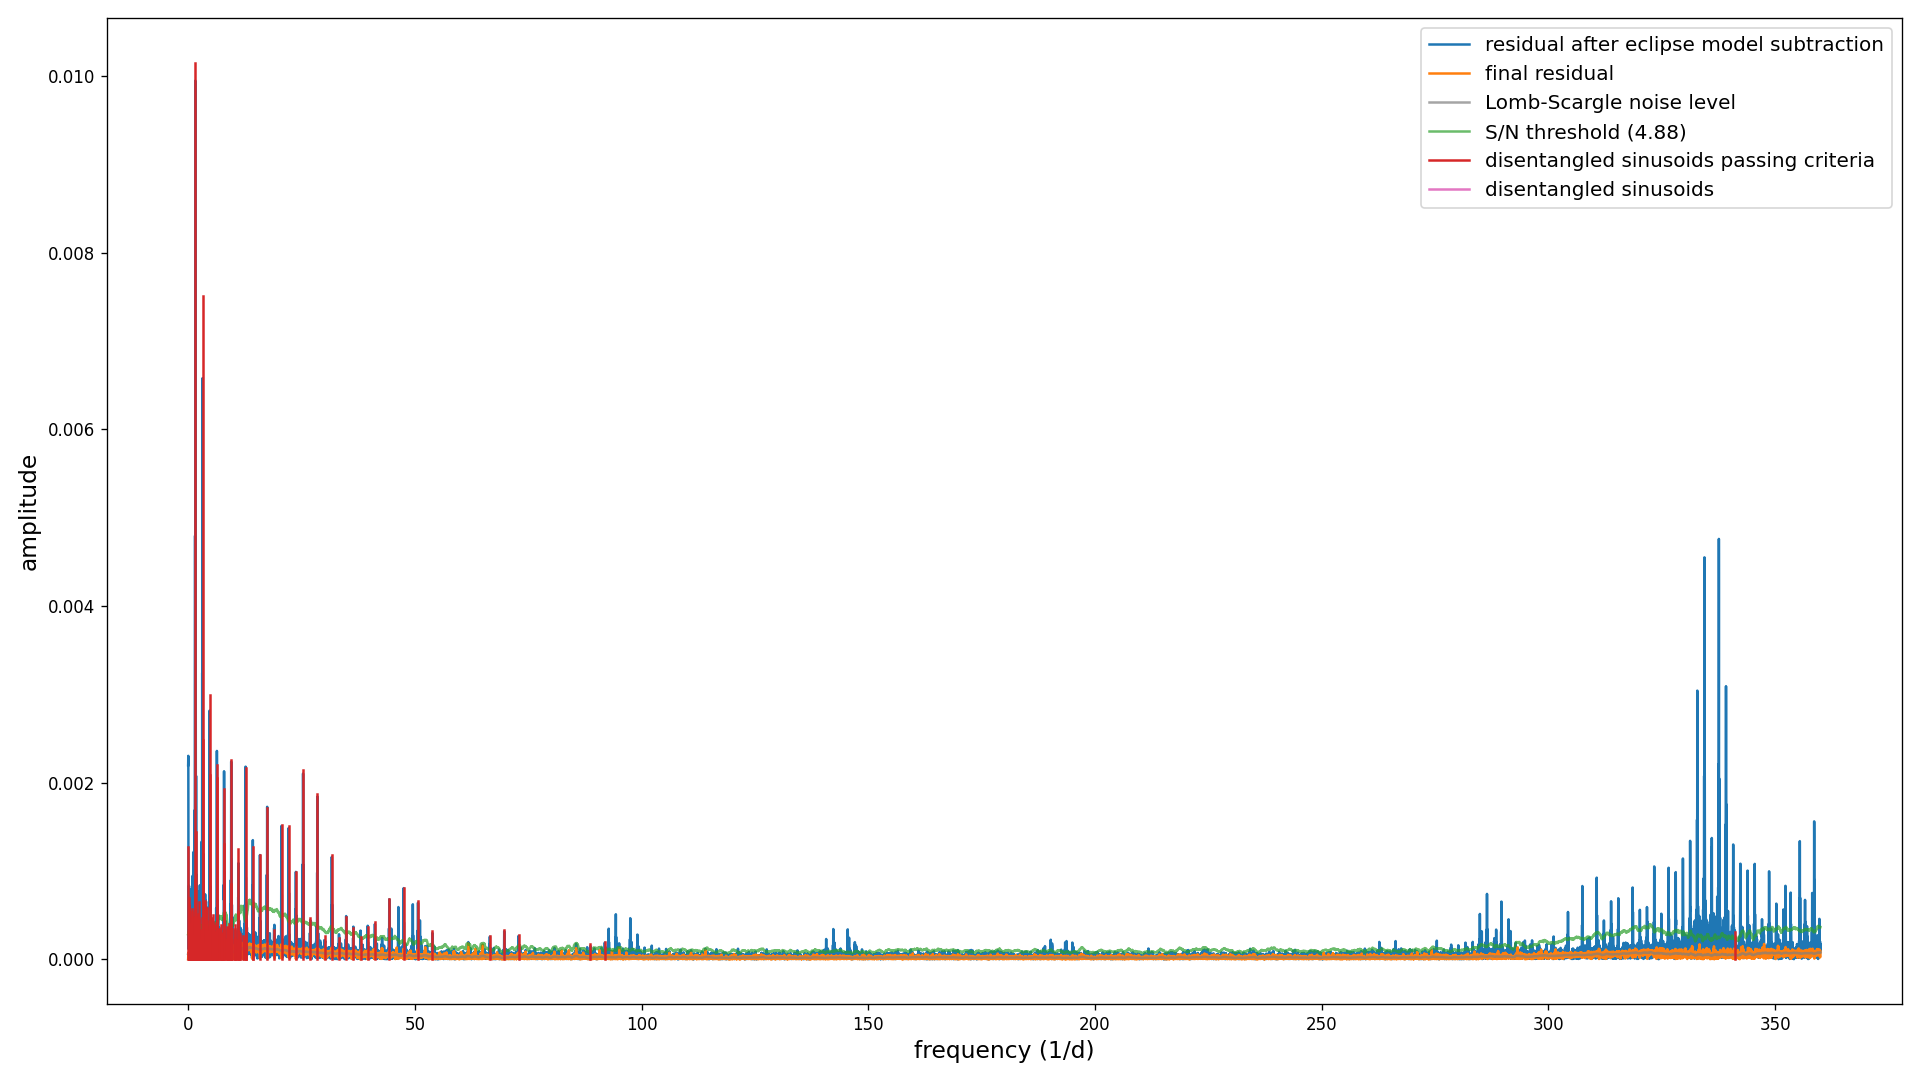 residual after eclipse model subtraction
final residual
Lomb-Scargle noise level
S/N threshold (4.88)
disentangled sinusoids passing criteria
disentangled sinusoids
0.010
0.008
0.006
0.004
0.002
0.000
amplitude
0 50 100 150 200 250 300 350
frequency (1/d)